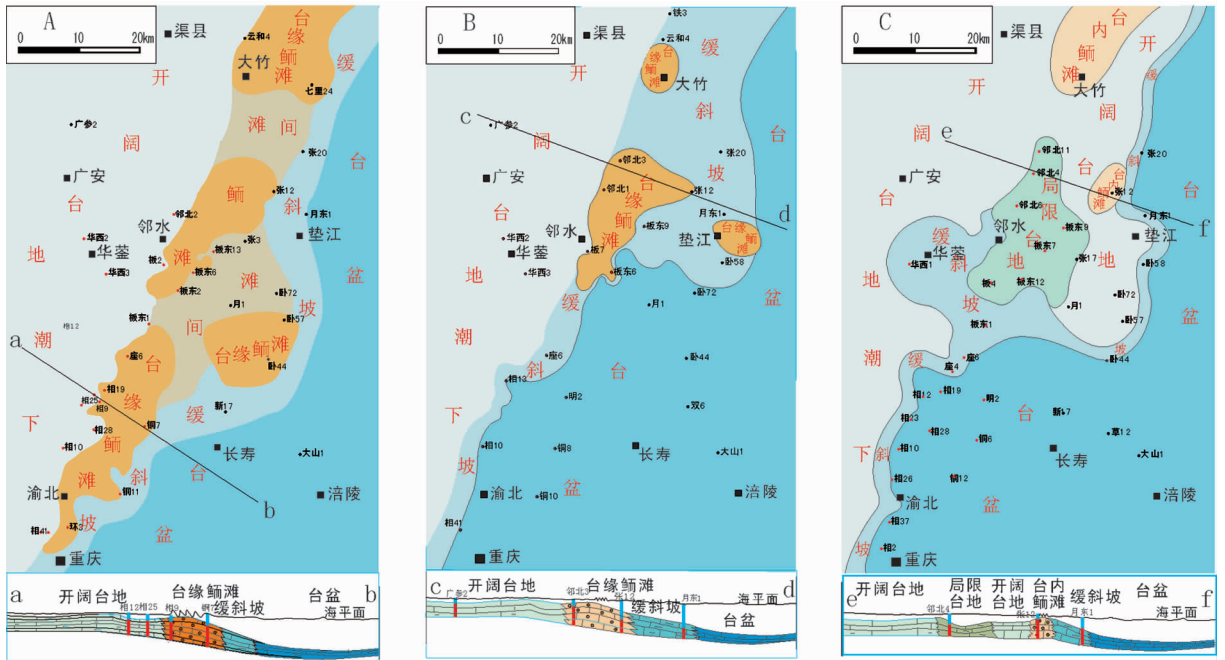 A
0 10 20km
渠县
云和4
台缘鲕滩
大竹
七里24
缓斜坡
开阔台地
广参2
滩间
张20
广安
鲕滩
张12
月东1
邻北2
邻水
垫江
华西2
华蓥
张3
板东13
板2
华西3
板东6
板东2
滩间
卧72
月1
台盆
相12
板东1
卧57
台缘鲕滩
卧44
座6
潮下
a
相19
相25
相9
新17
台缘鲕滩
缓斜坡
铜7
相28
相10
长寿
大山1
渝北
铜11
b
涪陵
相41
环3
重庆
台盆
a
开阔台地
台缘鲕滩
缓斜坡
台盆
海平面
b
相12
相25
相9
铜7
B
0 10 20km
铁3
渠县
云和4
台缘鲕滩
大竹
开阔台地
c
广参2
缓斜坡
邻北3
张20
广安
邻北1
张12
台缘鲕滩
月东1
d
板东9
华西2
邻水
垫江
台缘鲕滩
华蓥
板7
卧58
华西3
板东6
卧72
月1
台盆
潮下
缓斜坡
座6
卧44
相13
明2
双6
相10
铜8
长寿
大山1
渝北
铜10
涪陵
相41
重庆
台盆
c
开阔台地
台缘鲕滩
缓斜坡
海平面
台盆
d
广参2
邻北3
张12
月东1
C
0 10 20km
渠县
台内鲕滩
大竹
开阔台地
缓斜坡
e
邻北11
张20
广安
邻北4
台内鲕滩
张12
局限台地
邻北6
月东1
f
板东9
邻水
垫江
缓斜坡
华蓥
板东7
华西1
张17
卧58
板4
板东12
卧72
月1
板东1
卧57
台盆
潮下
座6
座4
卧44
缓斜坡
相12
相19
明2
台盆
新17
相23
相28
铜6
草12
相10
长寿
大山1
相26
铜12
渝北
涪陵
相37
相2
重庆
e
开阔台地
局限台地
开阔台地
台内鲕滩
缓斜坡
台盆
海平面
f
邻北4
张12
月东1